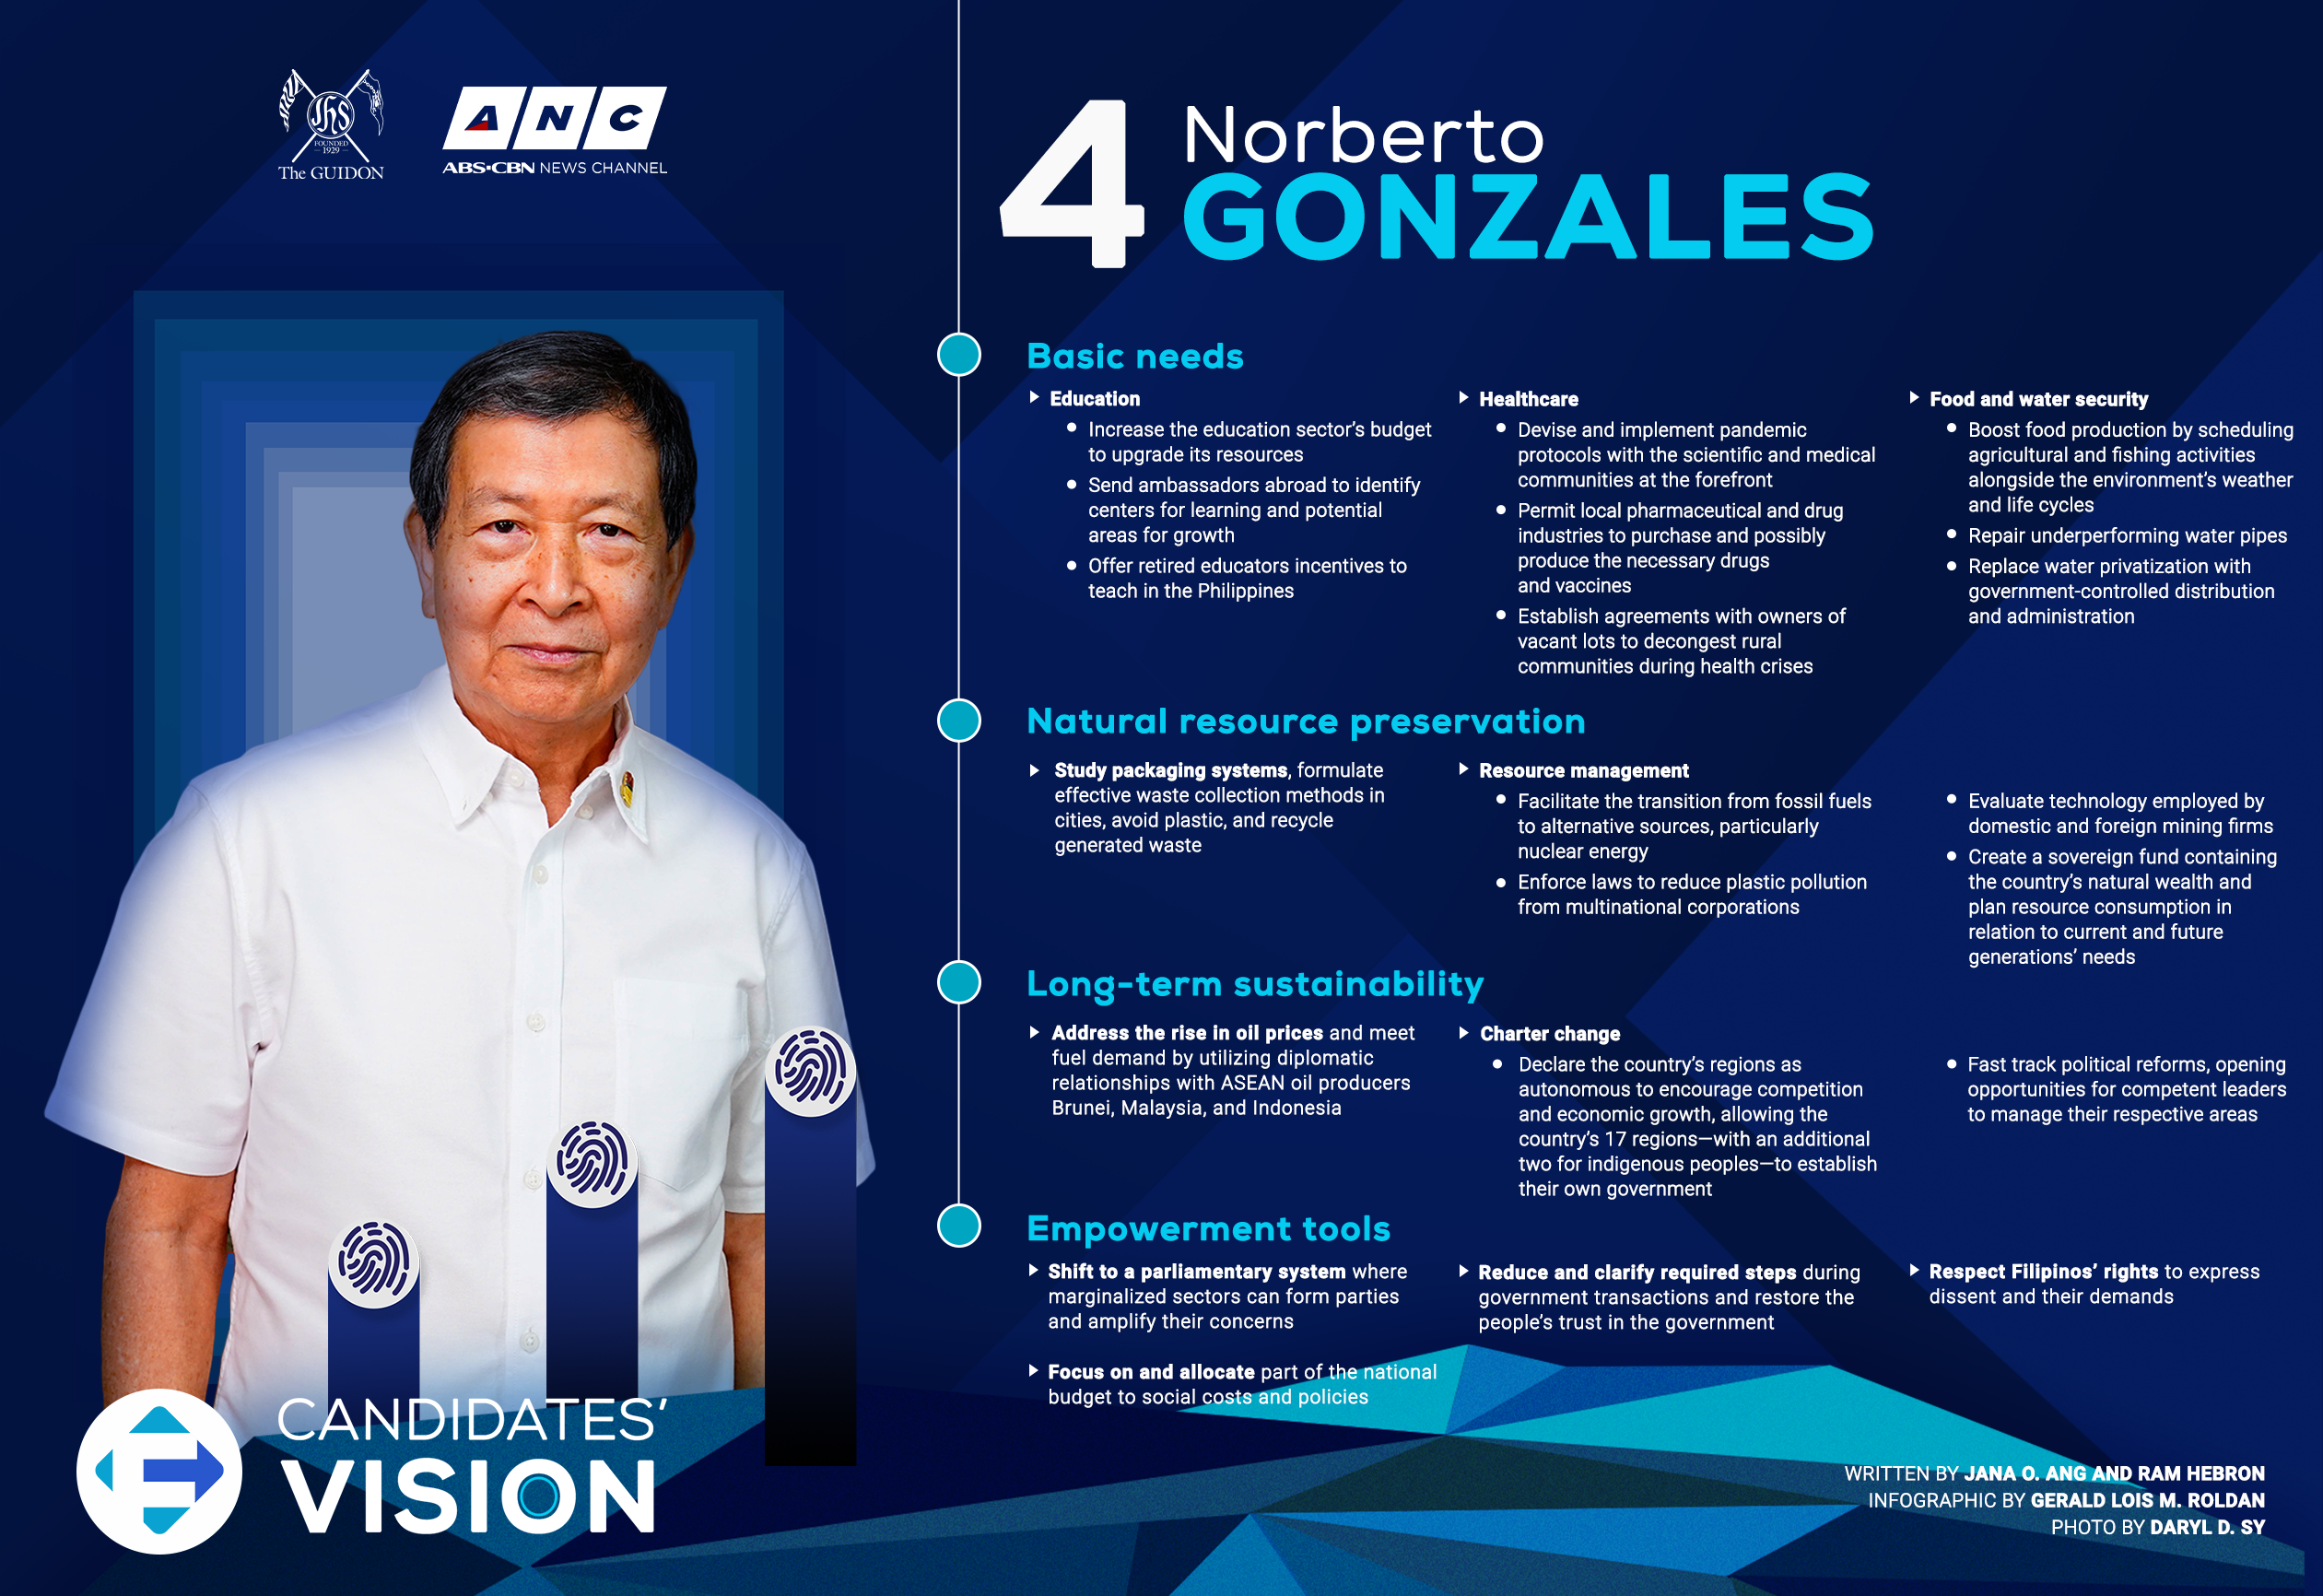 JhS
FOUNDED
1929
The GUIDON
ANC
ABS-CBN NEWS CHANNEL
4
Norberto
GONZALES
Basic needs
Education
Increase the education sector's budget
to upgrade its resources
Send ambassadors abroad to identify
centers for learning and potential
areas for growth
Offer retired educators incentives to
teach in the Philippines
Healthcare
Devise and implement pandemic
protocols with the scientific and medical
communities at the forefront
Permit local pharmaceutical and drug
industries to purchase and possibly
produce the necessary drugs
and vaccines
Establish agreements with owners of
vacant lots to decongest rural
communities during health crises
Food and water security
Boost food production by scheduling
agricultural and fishing activities
alongside the environment's weather
and life cycles
Repair underperforming water pipes
Replace water privatization with
government-controlled distribution
and administration
Natural resource preservation
Study packaging systems, formulate
effective waste collection methods in
cities, avoid plastic, and recycle
generated waste
Resource management
Facilitate the transition from fossil fuels
to alternative sources, particularly
nuclear energy
Enforce laws to reduce plastic pollution
from multinational corporations
Evaluate technology employed by
domestic and foreign mining firms
Create a sovereign fund containing
the country's natural wealth and
plan resource consumption in
relation to current and future
generations' needs
Long-term sustainability
Address the rise in oil prices and meet
fuel demand by utilizing diplomatic
relationships with ASEAN oil producers
Brunei, Malaysia, and Indonesia
Charter change
Declare the country's regions as
autonomous to encourage competition
and economic growth, allowing the
country's 17 regions—with an additional
two for indigenous peoples—to establish
their own government
Fast track political reforms, opening
opportunities for competent leaders
to manage their respective areas
Empowerment tools
Shift to a parliamentary system where
marginalized sectors can form parties
and amplify their concerns
Focus on and allocate part of the national
budget to social costs and policies
Reduce and clarify required steps during
government transactions and restore the
people's trust in the government
Respect Filipinos' rights to express
dissent and their demands
CANDIDATES'
VISION
WRITTEN BY JANA O. ANG AND RAM HEBRON
INFOGRAPHIC BY GERALD LOIS M. ROLDAN
PHOTO BY DARYL D. SY